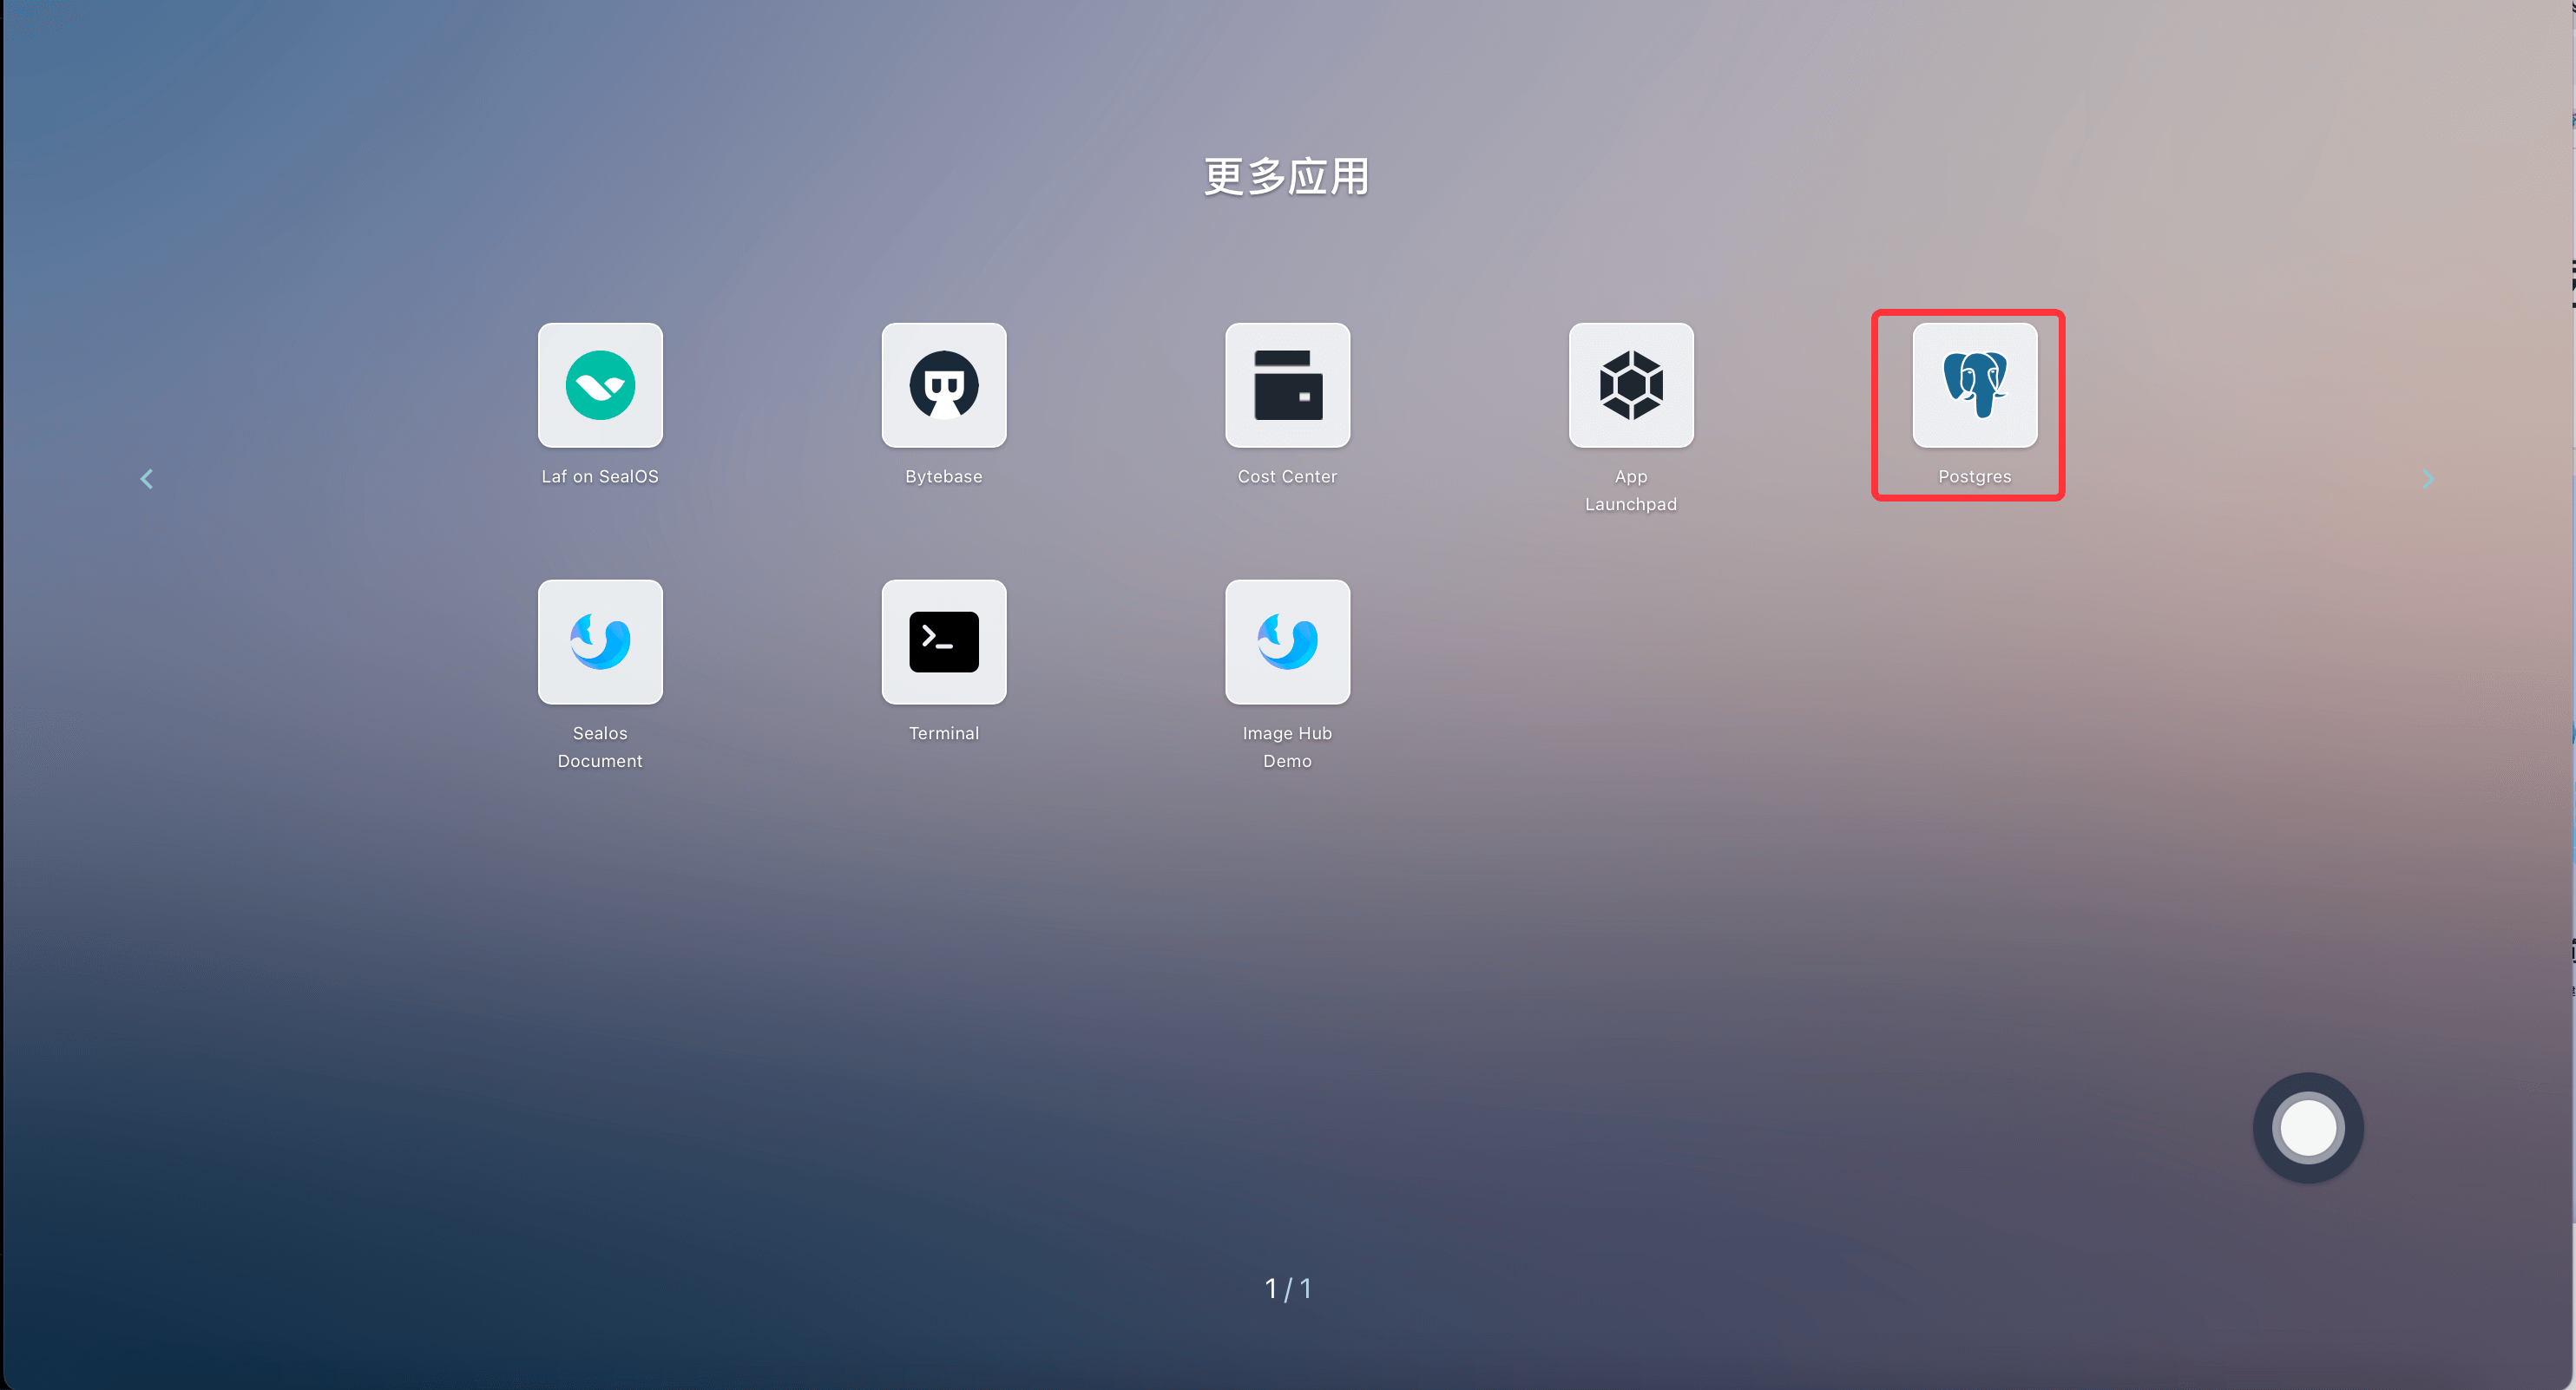 更多应用
Laf on SealOS
Bytebase
Cost Center
App
Launchpad
Postgres
Sealos
Document
Terminal
Image Hub
Demo
1 / 1